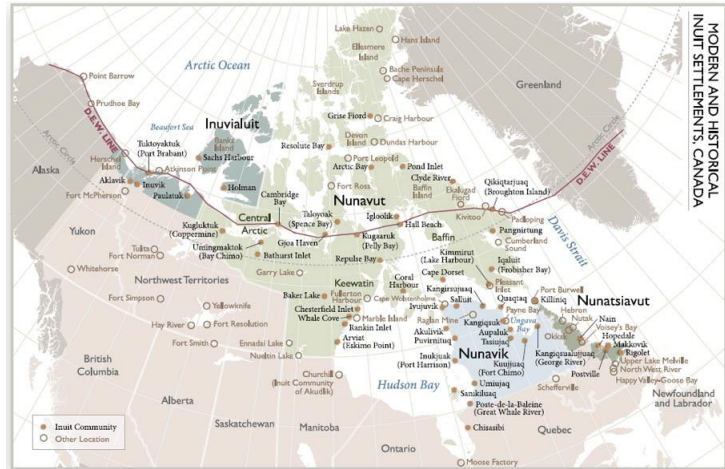 MODERN AND HISTORICAL
INUIT SETTLEMENTS, CANADA
Lake Hazen
Ellesmere
Island
Hans Island
Bache Peninsula
Cape Herschel
Arctic Ocean
Greenland
Sverdrup
Islands
Point Barrow
Prudhoe Bay
D.E.W. LINE
Beaufort Sea
Inuvialuit
Grise Fiord
Craig Harbour
Devon
Island
Dundas Harbour
Arctic Circle
Banks
Island
Sachs Harbour
Resolute Bay
Port Leopold
Arctic Bay
Pond Inlet
Clyde River
Tuktoyaktuk
(Port Brabant)
Herschel
Island
Atkinson Point
Alaska
Arctic Circle
Aklavik
Inuvik
Holman
Fort Ross
Baffin
Island
Ekalugad
Fiord
Qikiqtarjuaq
(Broughton Island)
D.E.W. LINE
Fort McPherson
Paulatuk
Cambridge
Bay
Nunavut
Igloolik
Kivitoo
Padloping
Central
Arctic
Taloyoak
(Spence Bay)
Hall Beach
Pangnirtung
Kugluktuk
(Coppermine)
Kugaaruk
(Pelly Bay)
Baffin
Cumberland
Sound
Davis Strait
Yukon
Umingmaktok
(Bay Chimo)
Gjoa Haven
Tulita
Fort Norman
Bathurst Inlet
Repulse Bay
Kimmirut
(Lake Harbour)
Iqaluit
(Frobisher Bay)
Whitehorse
Garry Lake
Cape Dorset
Northwest Territories
Keewatin
Coral
Harbour
Kangirsujuaq
Pleasant
Inlet
Port Burwell
Baker Lake
Fullerton
Harbour
Cape Wolstenholme
Salluit
Quaqtaq
Killiniq
Nunatsiavut
Fort Simpson
Yellowknife
Chesterfield Inlet
Ivujuvik
Payne Bay
Hebron
Whale Cove
Marble Island
Raglan Mine
Kangiqsuk
Ungava
Bay
Nutak
Nain
Hay River
Fort Resolution
Rankin Inlet
Akulivik
Aupaluk
Okkak
Voisey's Bay
Arviat
(Eskimo Point)
Puvirnituq
Tasiujaq
Hopedale
Makkovik
Fort Smith
Ennadai Lake
Nunavik
Kangiqsualujjuaq
(George River)
Rigolet
Nueltin Lake
Inukjuak
(Port Harrison)
Kuujjuaq
(Fort Chimo)
Postville
Upper Lake Melville
North West River
Happy Valley-Goose Bay
British
Columbia
Churchill
(Inuit Community
of Akudlik)
Hudson Bay
Umiujaq
Schefferville
Sanikiluaq
Newfoundland
and Labrador
Alberta
Poste-de-la-Baleine
(Great Whale River)
Inuit Community
Other Location
Saskatchewan
Manitoba
Chisasibi
Quebec
Ontario
Moose Factory